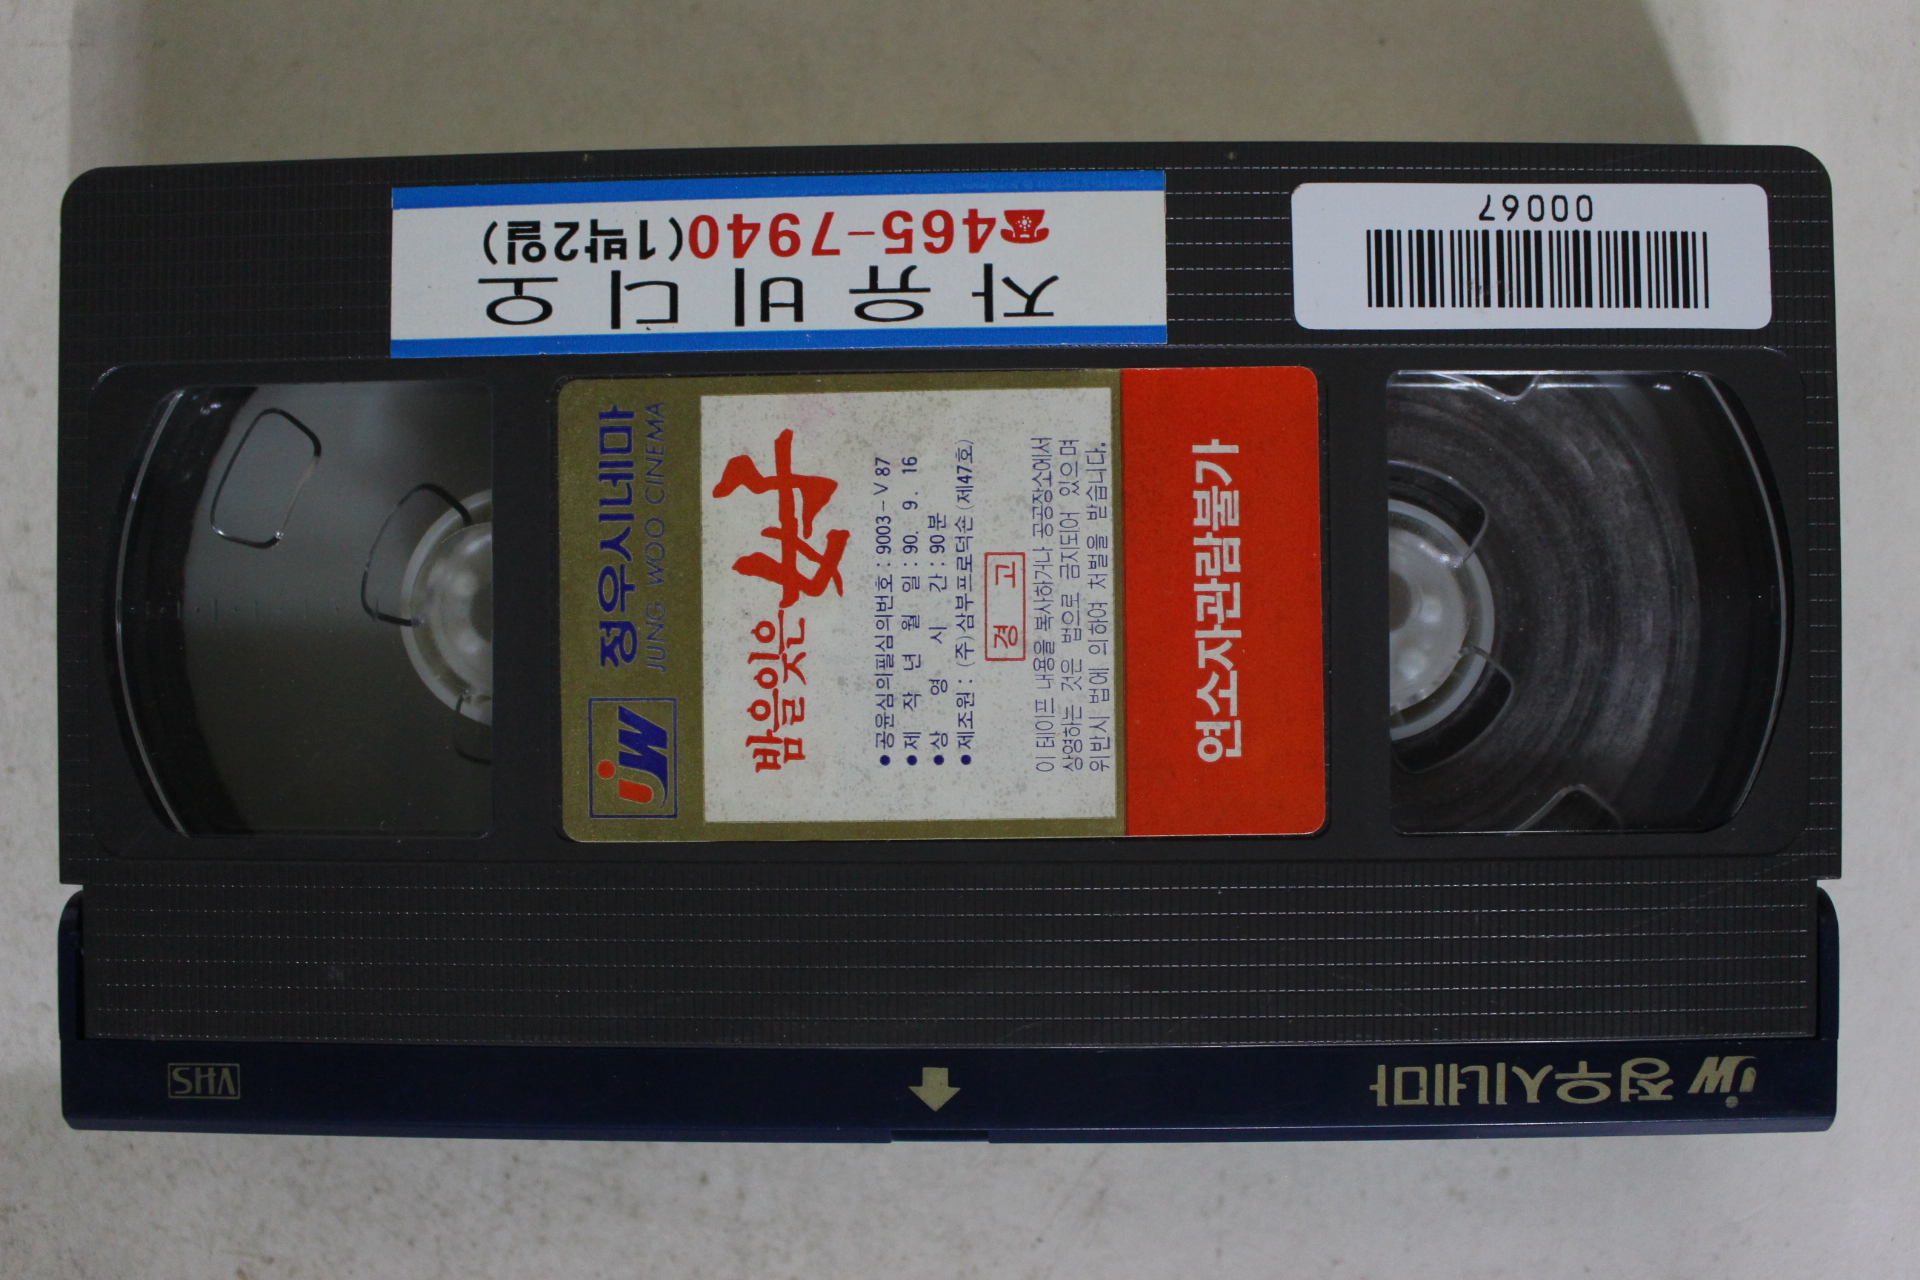 자유비디오
☎465-7940(1박2일)
00067
정우시네마
JUNG WOO CINEMA
JW
밤을잊은女子
●공윤심의필심의번호:9003-V87
●제작년월일:90. 9. 16
●상영시간:90분
●제조원:(주)삼부프로덕손(제47호)
경고
이 테이프 내용을 복사하거나 공공장소에서
상영하는 것은 법으로 금지되어 있으며
위반시 법에 의하여 처벌을 받습니다.
연소자관람불가
JW 정우시네마
VHS